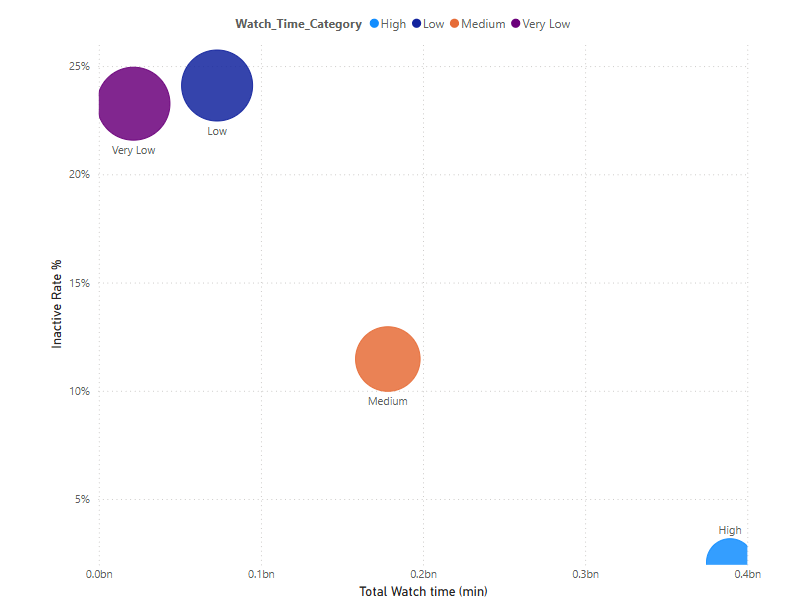 Watch_Time_Category High Low Medium Very Low
25%
Low
Very Low
20%
15%
Inactive Rate %
10%
Medium
5%
High
0.0bn 0.1bn 0.2bn 0.3bn 0.4bn
Total Watch time (min)